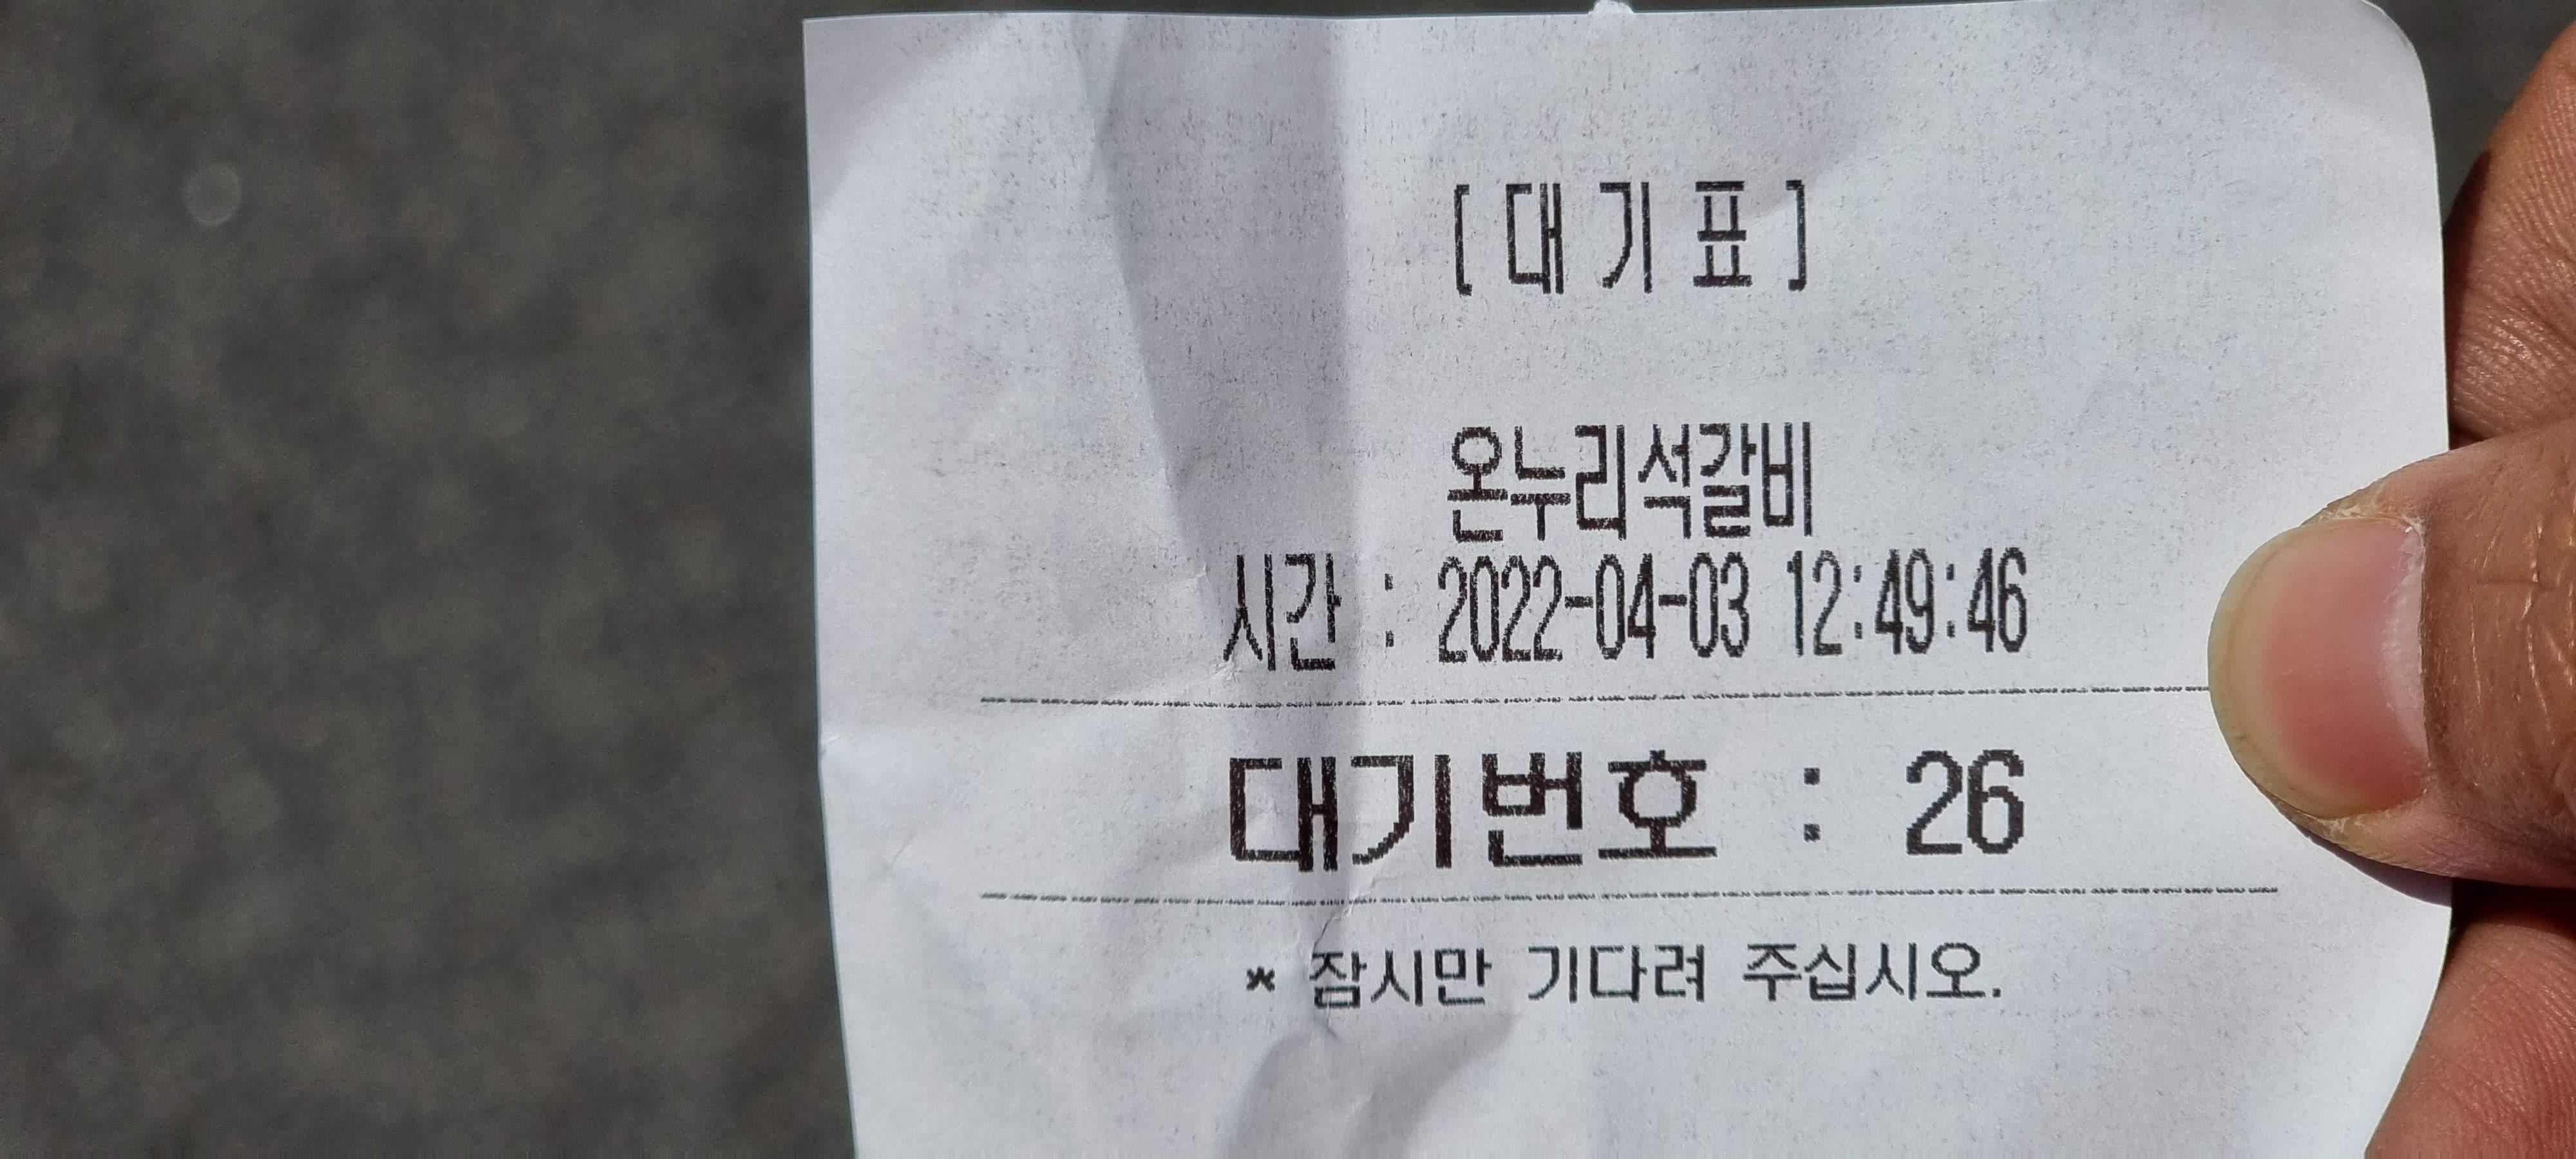 [ 대 기 표 ]
온누리석갈비
시간 : 2022-04-03 12:49:46
대기번호 : 26
* 잠시만 기다려 주십시오.